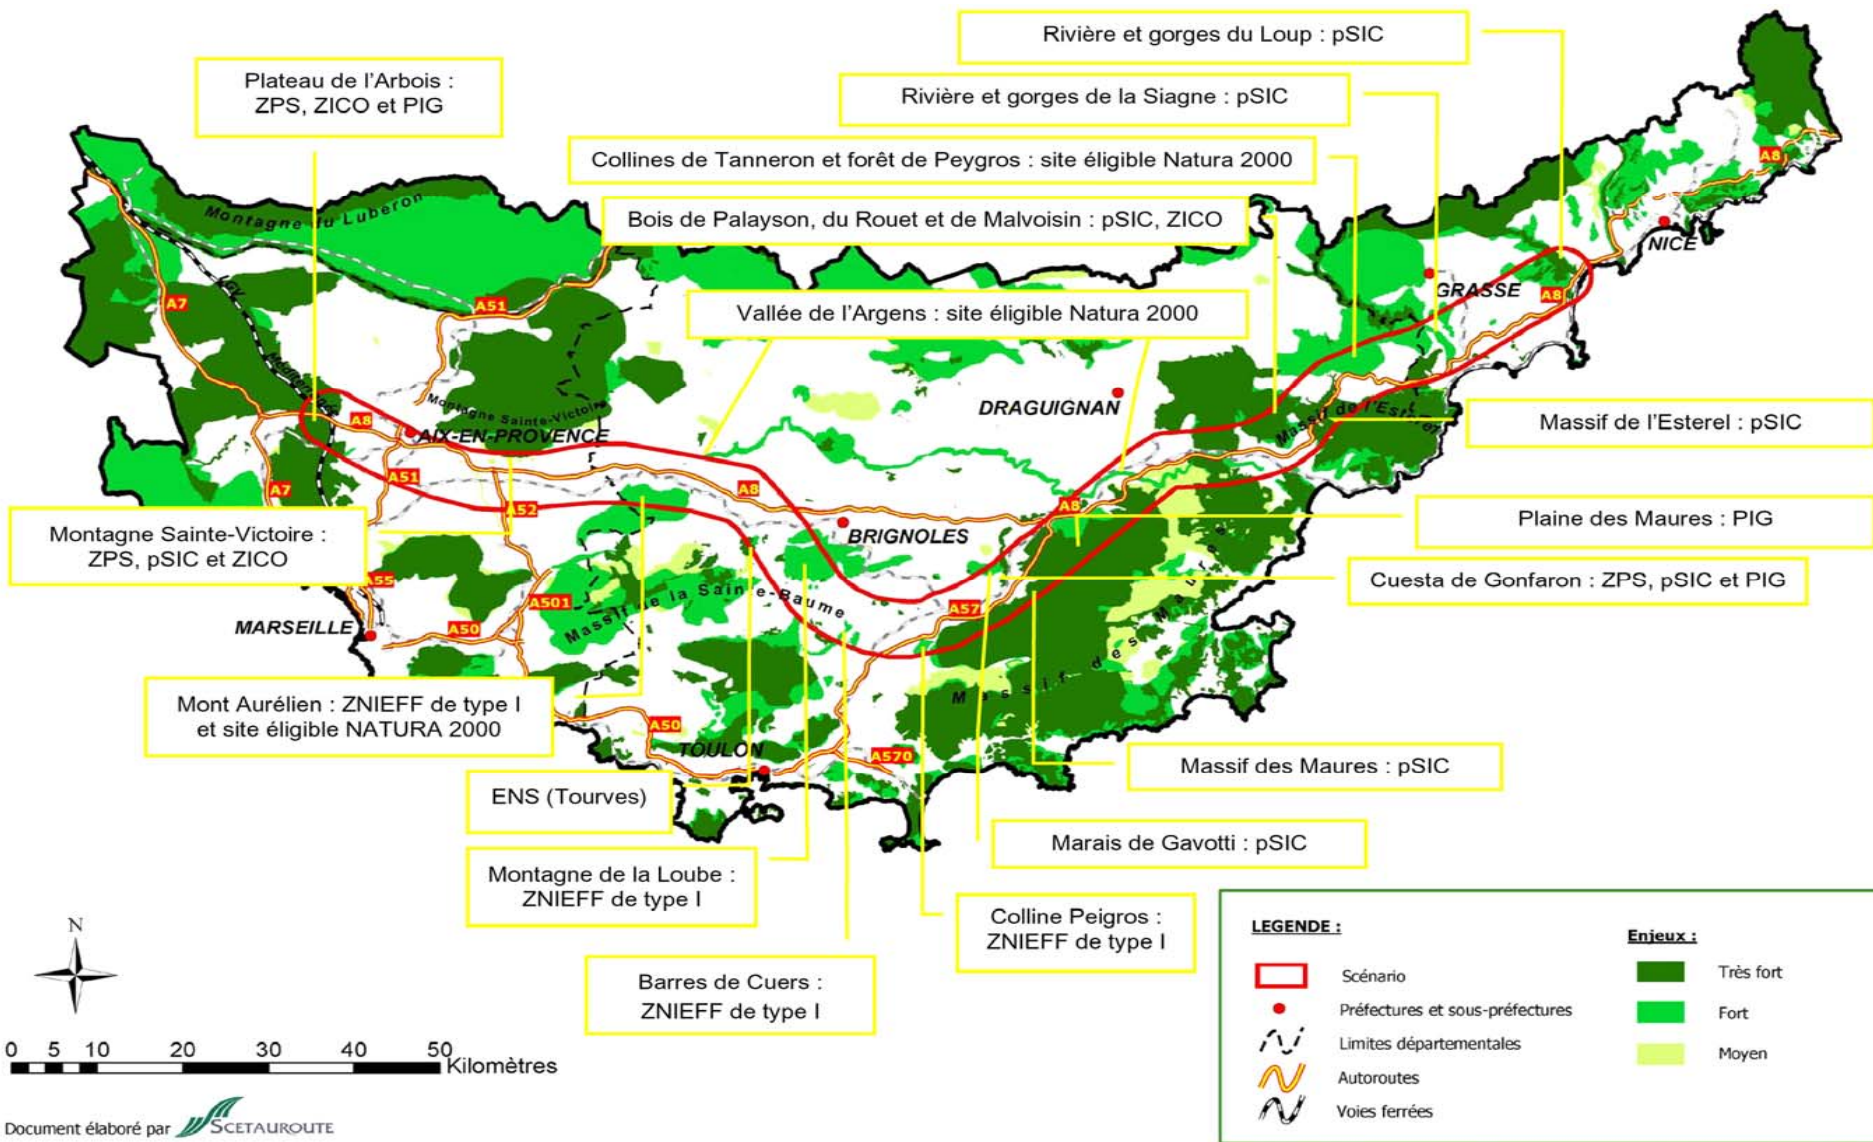 Rivière et gorges du Loup : pSIC
Plateau de l'Arbois :
ZPS, ZICO et PIG
Rivière et gorges de la Siagne : pSIC
Collines de Tanneron et forêt de Peygros : site éligible Natura 2000
Bois de Palayson, du Rouet et de Malvoisin : pSIC, ZICO
Vallée de l'Argens : site éligible Natura 2000
A8
Montagne du Luberon
NICE
LGV
Méditerranée
A7
A51
GRASSE
A8
DRAGUIGNAN
Montagne Sainte-Victoire
A8
AIX-EN-PROVENCE
Massif de l'Esterel
Massif de l'Esterel : pSIC
A51
A7
A8
A52
A8
Montagne Sainte-Victoire :
ZPS, pSIC et ZICO
BRIGNOLES
Plaine des Maures : PIG
Cuesta de Gonfaron : ZPS, pSIC et PIG
A55
A501
Massif de la Sainte-Baume
A57
MARSEILLE
A50
Massif des Maures
Mont Aurélien : ZNIEFF de type I
et site éligible NATURA 2000
A50
TOULON
A570
Massif des Maures : pSIC
ENS (Tourves)
Marais de Gavotti : pSIC
Montagne de la Loube :
ZNIEFF de type I
Colline Peigros :
ZNIEFF de type I
Barres de Cuers :
ZNIEFF de type I
N
0 5 10 20 30 40 50
Kilomètres
Document élaboré par SCETAUROUTE
LEGENDE :
Scénario
Préfectures et sous-préfectures
Limites départementales
Autoroutes
Voies ferrées
Enjeux :
Très fort
Fort
Moyen